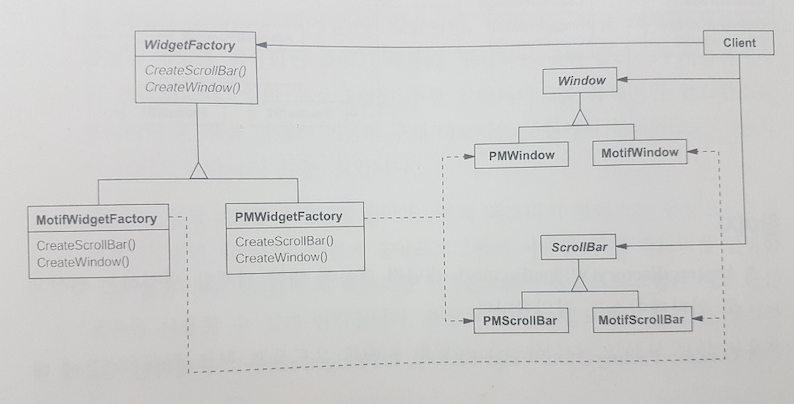 WidgetFactory
CreateScrollBar()
CreateWindow()
Client
Window
PMWindow
MotifWindow
MotifWidgetFactory
CreateScrollBar()
CreateWindow()
PMWidgetFactory
CreateScrollBar()
CreateWindow()
ScrollBar
PMScrollBar
MotifScrollBar